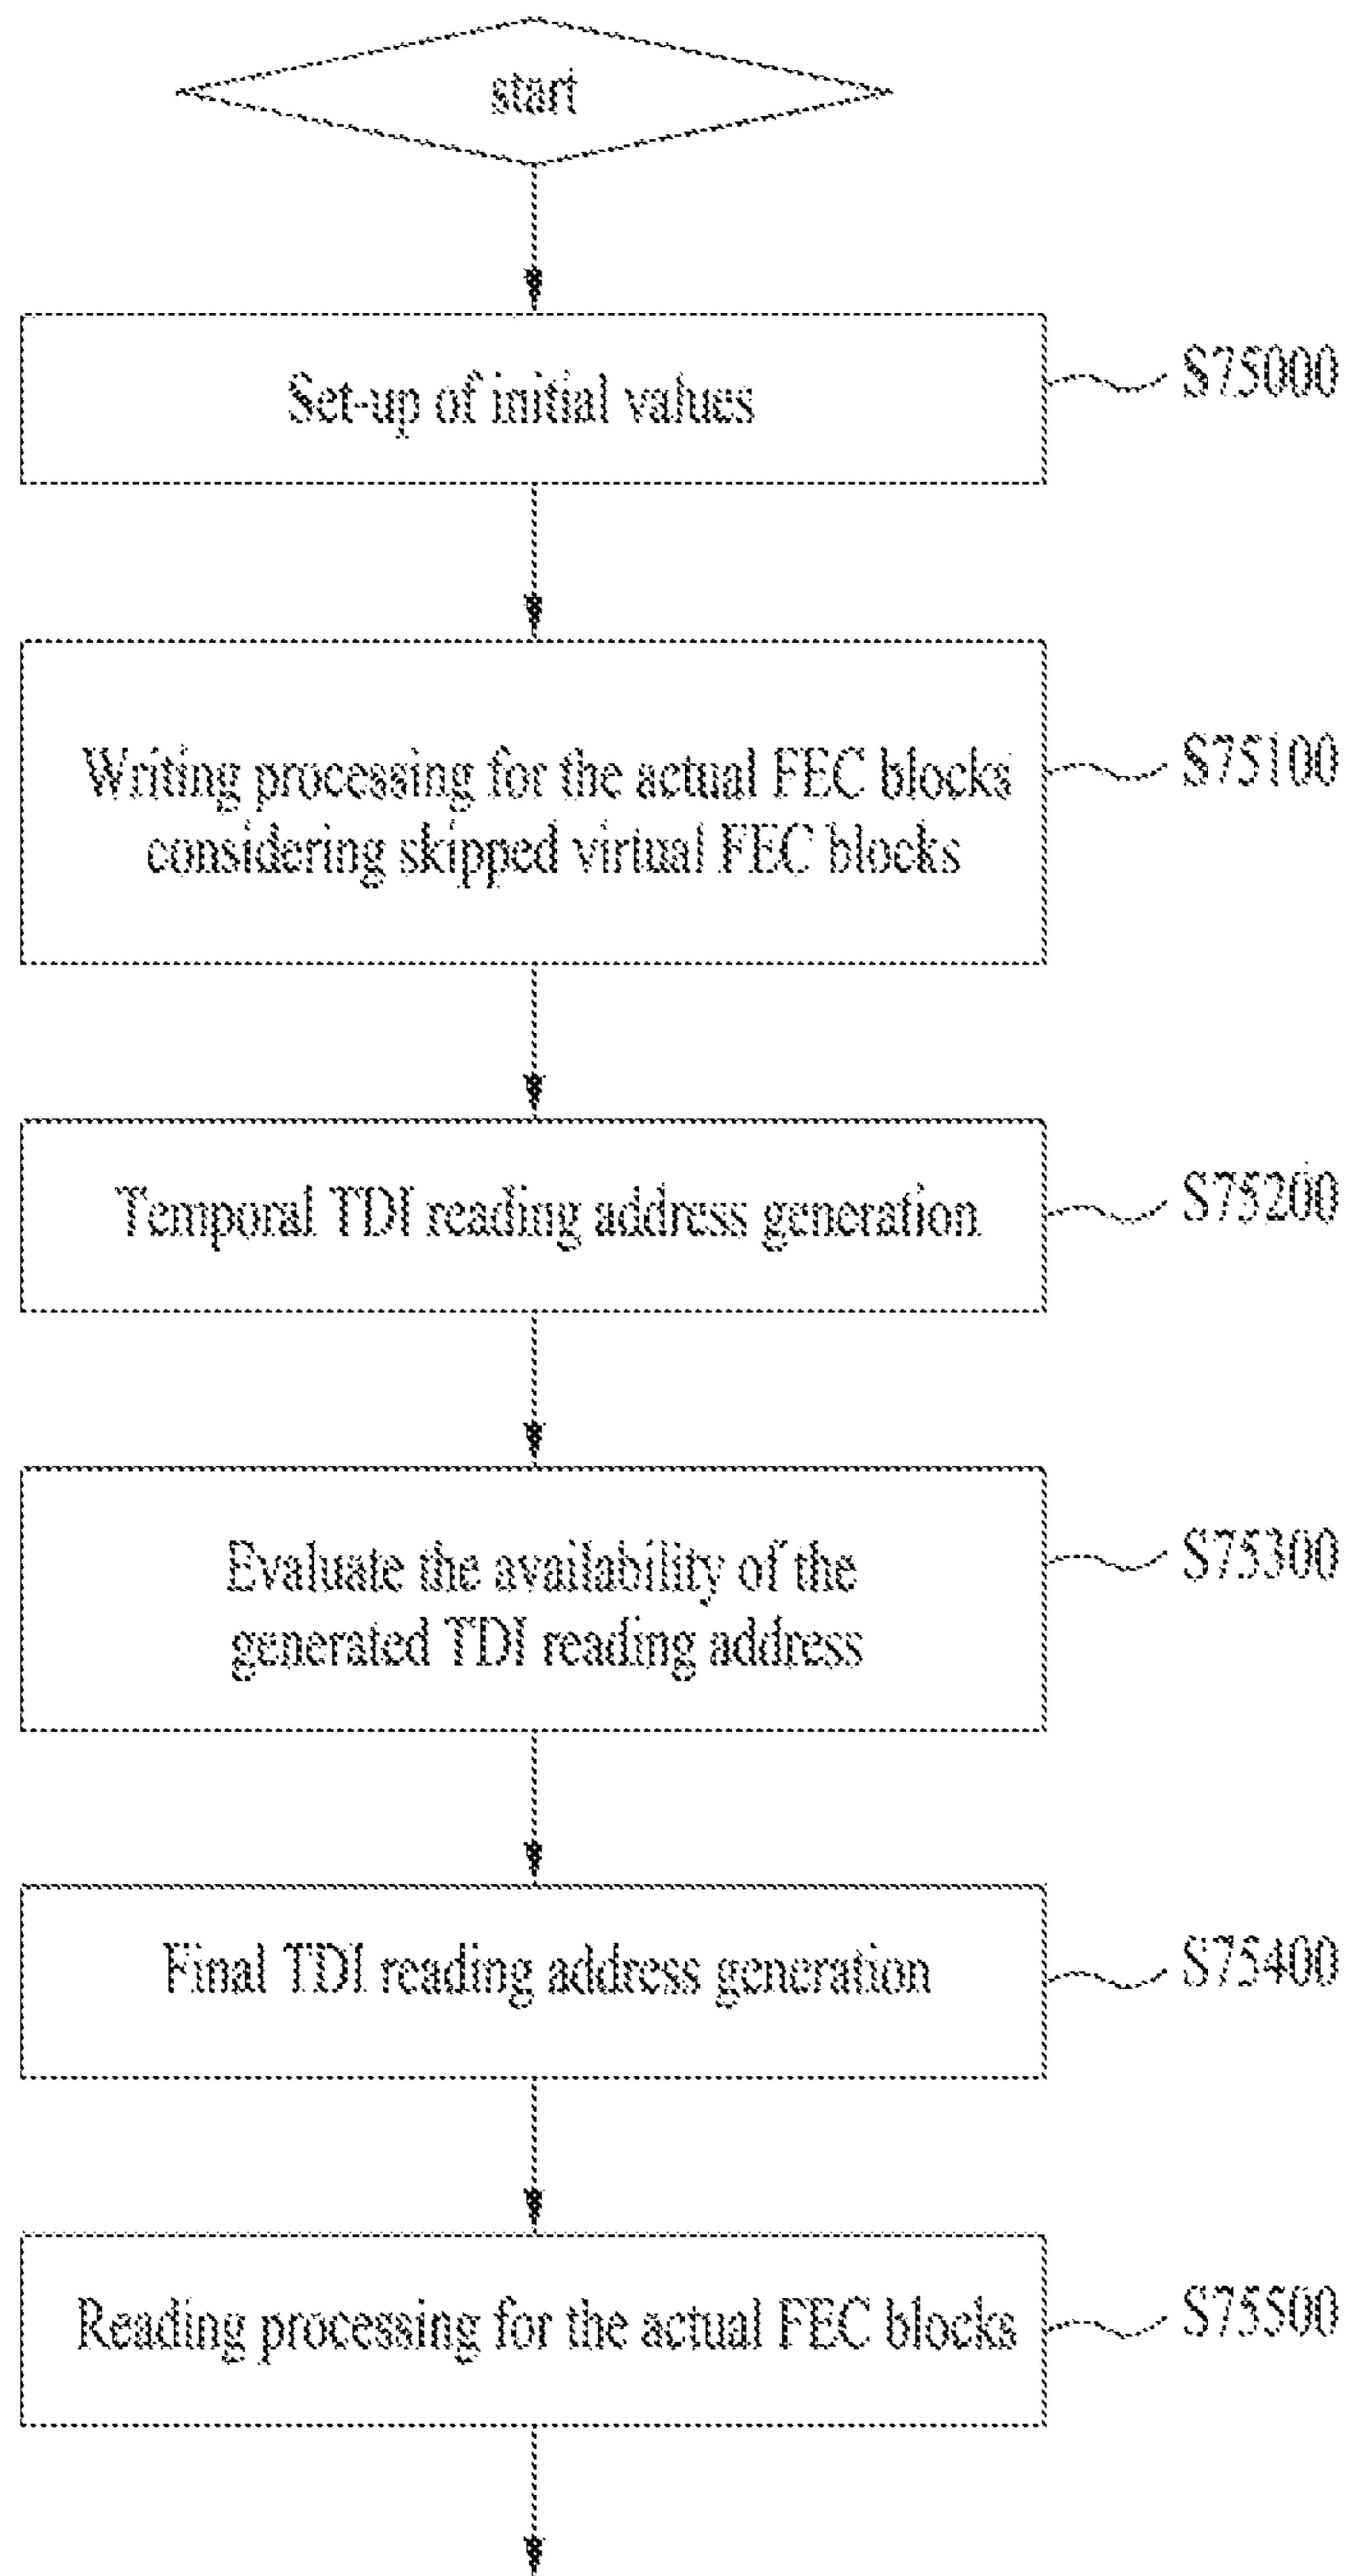 start
Set-up of initial values
S75000
Writing processing for the actual FEC blocks
considering skipped virtual FEC blocks
S75100
Temporal TDI reading address generation
S75200
Evaluate the availability of the
generated TDI reading address
S75300
Final TDI reading address generation
S75400
Reading processing for the actual FEC blocks
S75500